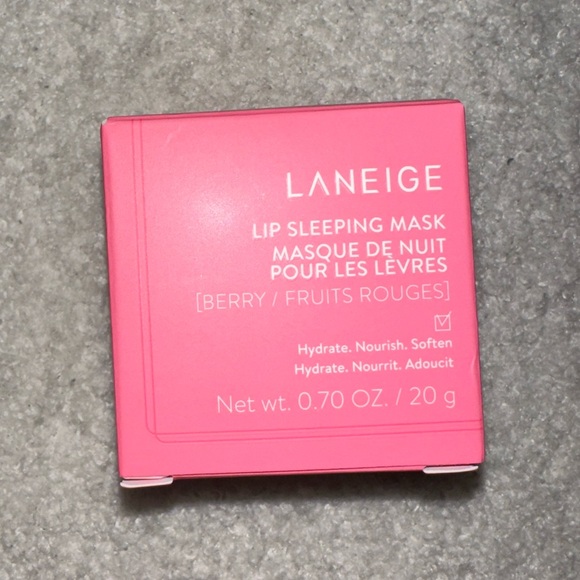 LANEIGE
LIP SLEEPING MASK
MASQUE DE NUIT
POUR LES LÈVRES
[BERRY / FRUITS ROUGES]
Hydrate. Nourish. Soften
Hydrate. Nourrit. Adoucit
Net wt. 0.70 OZ. / 20 g